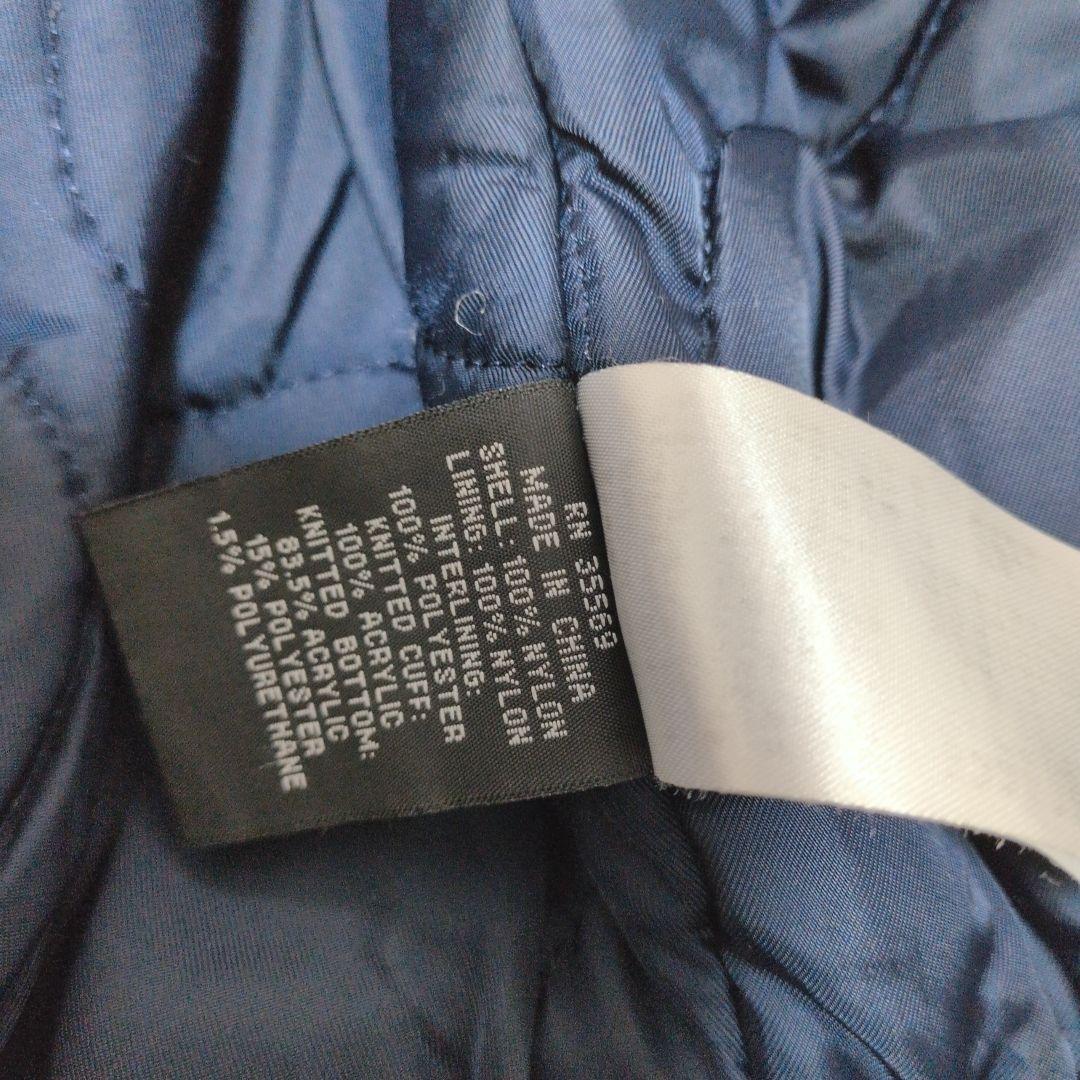 RN 35569
MADE IN CHINA
SHELL: 100% NYLON
LINING: 100% NYLON
INTERLINING:
100% POLYESTER
KNITTED CUFF:
100% ACRYLIC
KNITTED BOTTOM:
83.5% ACRYLIC
15% POLYESTER
1.5% POLYURETHANE